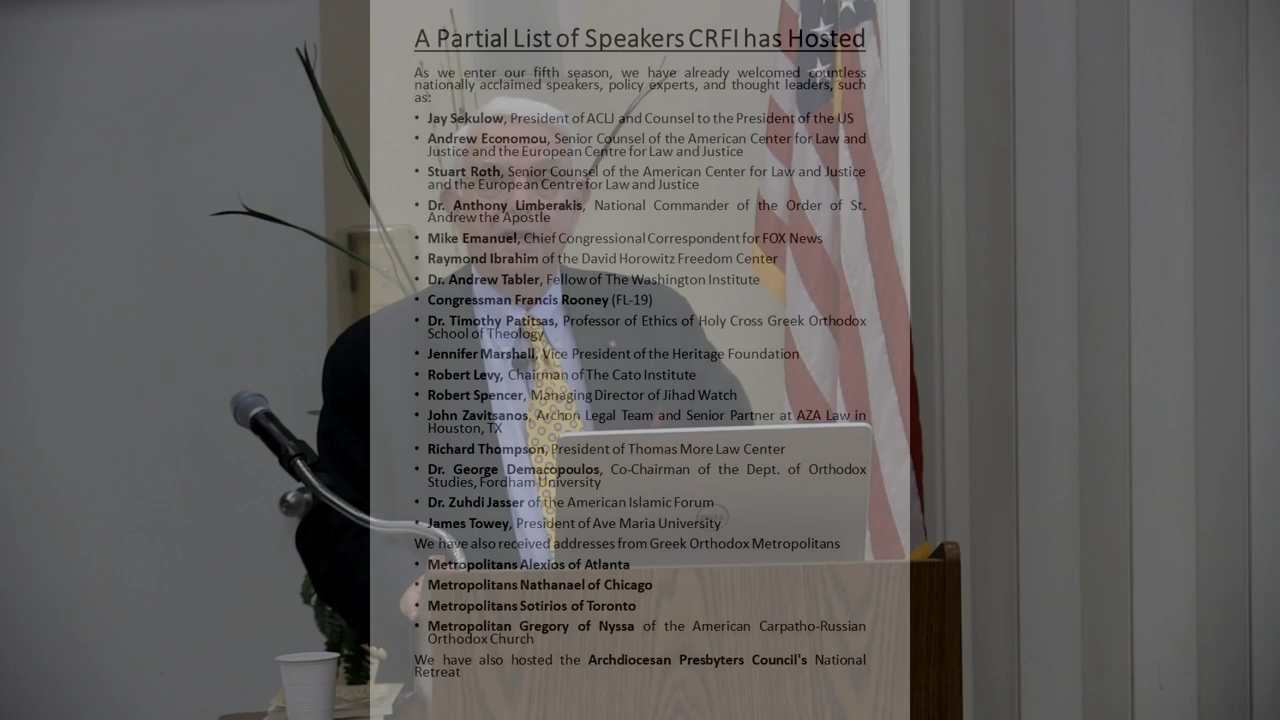 A Partial List of Speakers CRFI has Hosted
As we enter our fifth season, we have already welcomed countless
nationally acclaimed speakers, policy experts, and thought leaders, such
as:
• Jay Sekulow, President of ACLJ and Counsel to the President of the US
• Andrew Economou, Senior Counsel of the American Center for Law and
Justice and the European Centre for Law and Justice
• Stuart Roth, Senior Counsel of the American Center for Law and Justice
and the European Centre for Law and Justice
• Dr. Anthony Limberakis, National Commander of the Order of St.
Andrew the Apostle
• Mike Emanuel, Chief Congressional Correspondent for FOX News
• Raymond Ibrahim of the David Horowitz Freedom Center
• Dr. Andrew Tabler, Fellow of The Washington Institute
• Congressman Francis Rooney (FL-19)
• Dr. Timothy Patitsas, Professor of Ethics of Holy Cross Greek Orthodox
School of Theology
• Jennifer Marshall, Vice President of the Heritage Foundation
• Robert Levy, Chairman of The Cato Institute
• Robert Spencer, Managing Director of Jihad Watch
• John Zavitsanos, Archon Legal Team and Senior Partner at AZA Law in
Houston, TX
• Richard Thompson, President of Thomas More Law Center
• Dr. George Demacopoulos, Co-Chairman of the Dept. of Orthodox
Studies, Fordham University
• Dr. Zuhdi Jasser of the American Islamic Forum
• James Towey, President of Ave Maria University
We have also received addresses from Greek Orthodox Metropolitans
• Metropolitans Alexios of Atlanta
• Metropolitans Nathanael of Chicago
• Metropolitans Sotirios of Toronto
• Metropolitan Gregory of Nyssa of the American Carpatho-Russian
Orthodox Church
We have also hosted the Archdiocesan Presbyters Council's National
Retreat